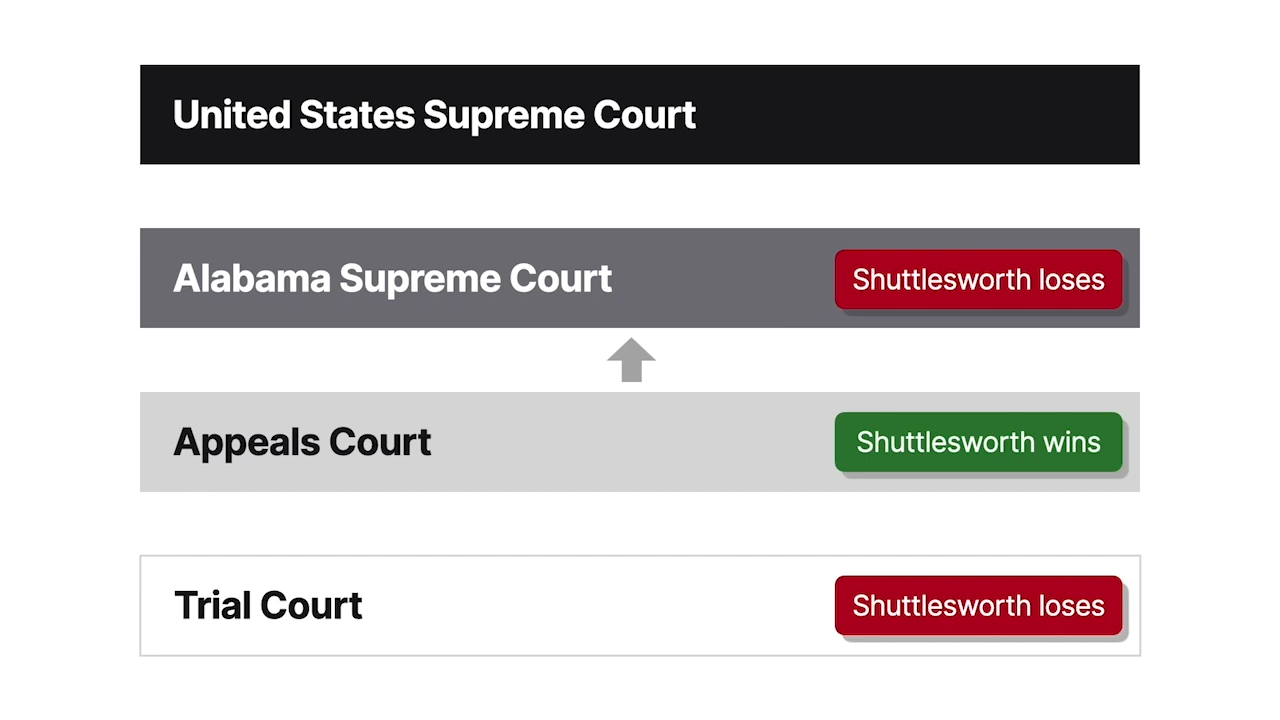 United States Supreme Court
Alabama Supreme Court
Shuttlesworth loses
Appeals Court
Shuttlesworth wins
Trial Court
Shuttlesworth loses